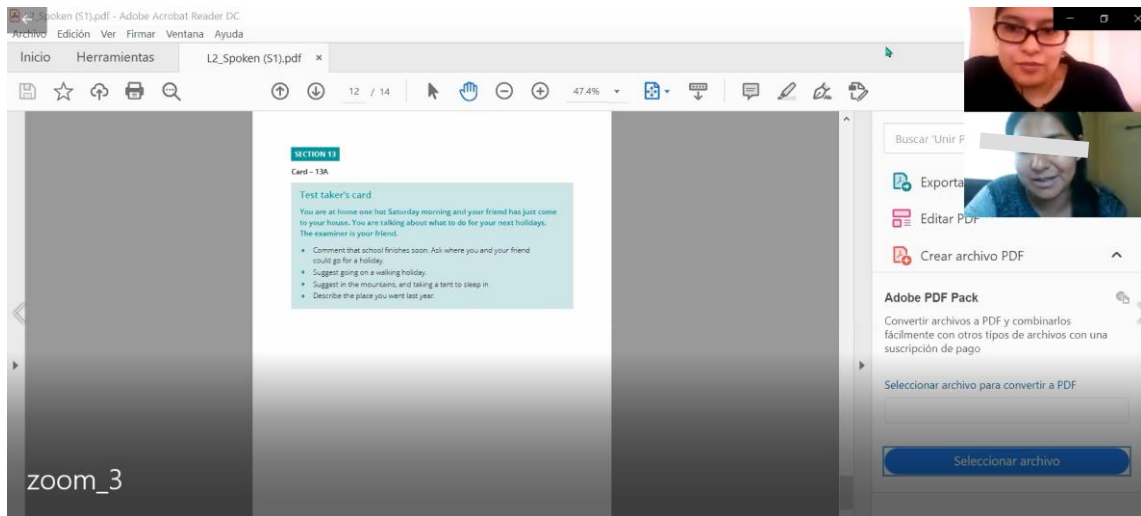 L2_Spoken (S1).pdf - Adobe Acrobat Reader DC
Archivo Edición Ver Firmar Ventana Ayuda
Inicio Herramientas L2_Spoken (S1).pdf ×
12 / 14 47.4%
SECTION 13
Card – 13A
Test taker's card
You are at home one hot Saturday morning and your friend has just come
to your house. You are talking about what to do for your next holidays.
The examiner is your friend.
• Comment that school finishes soon. Ask where you and your friend
could go for a holiday.
• Suggest going on a walking holiday.
• Suggest in the mountains, and taking a tent to sleep in.
• Describe the place you went last year.
Buscar 'Unir P
Exporta
Editar PDF
Crear archivo PDF
Adobe PDF Pack
Convertir archivos a PDF y combinarlos
fácilmente con otros tipos de archivos con una
suscripción de pago
Seleccionar archivo para convertir a PDF
Seleccionar archivo
zoom_3